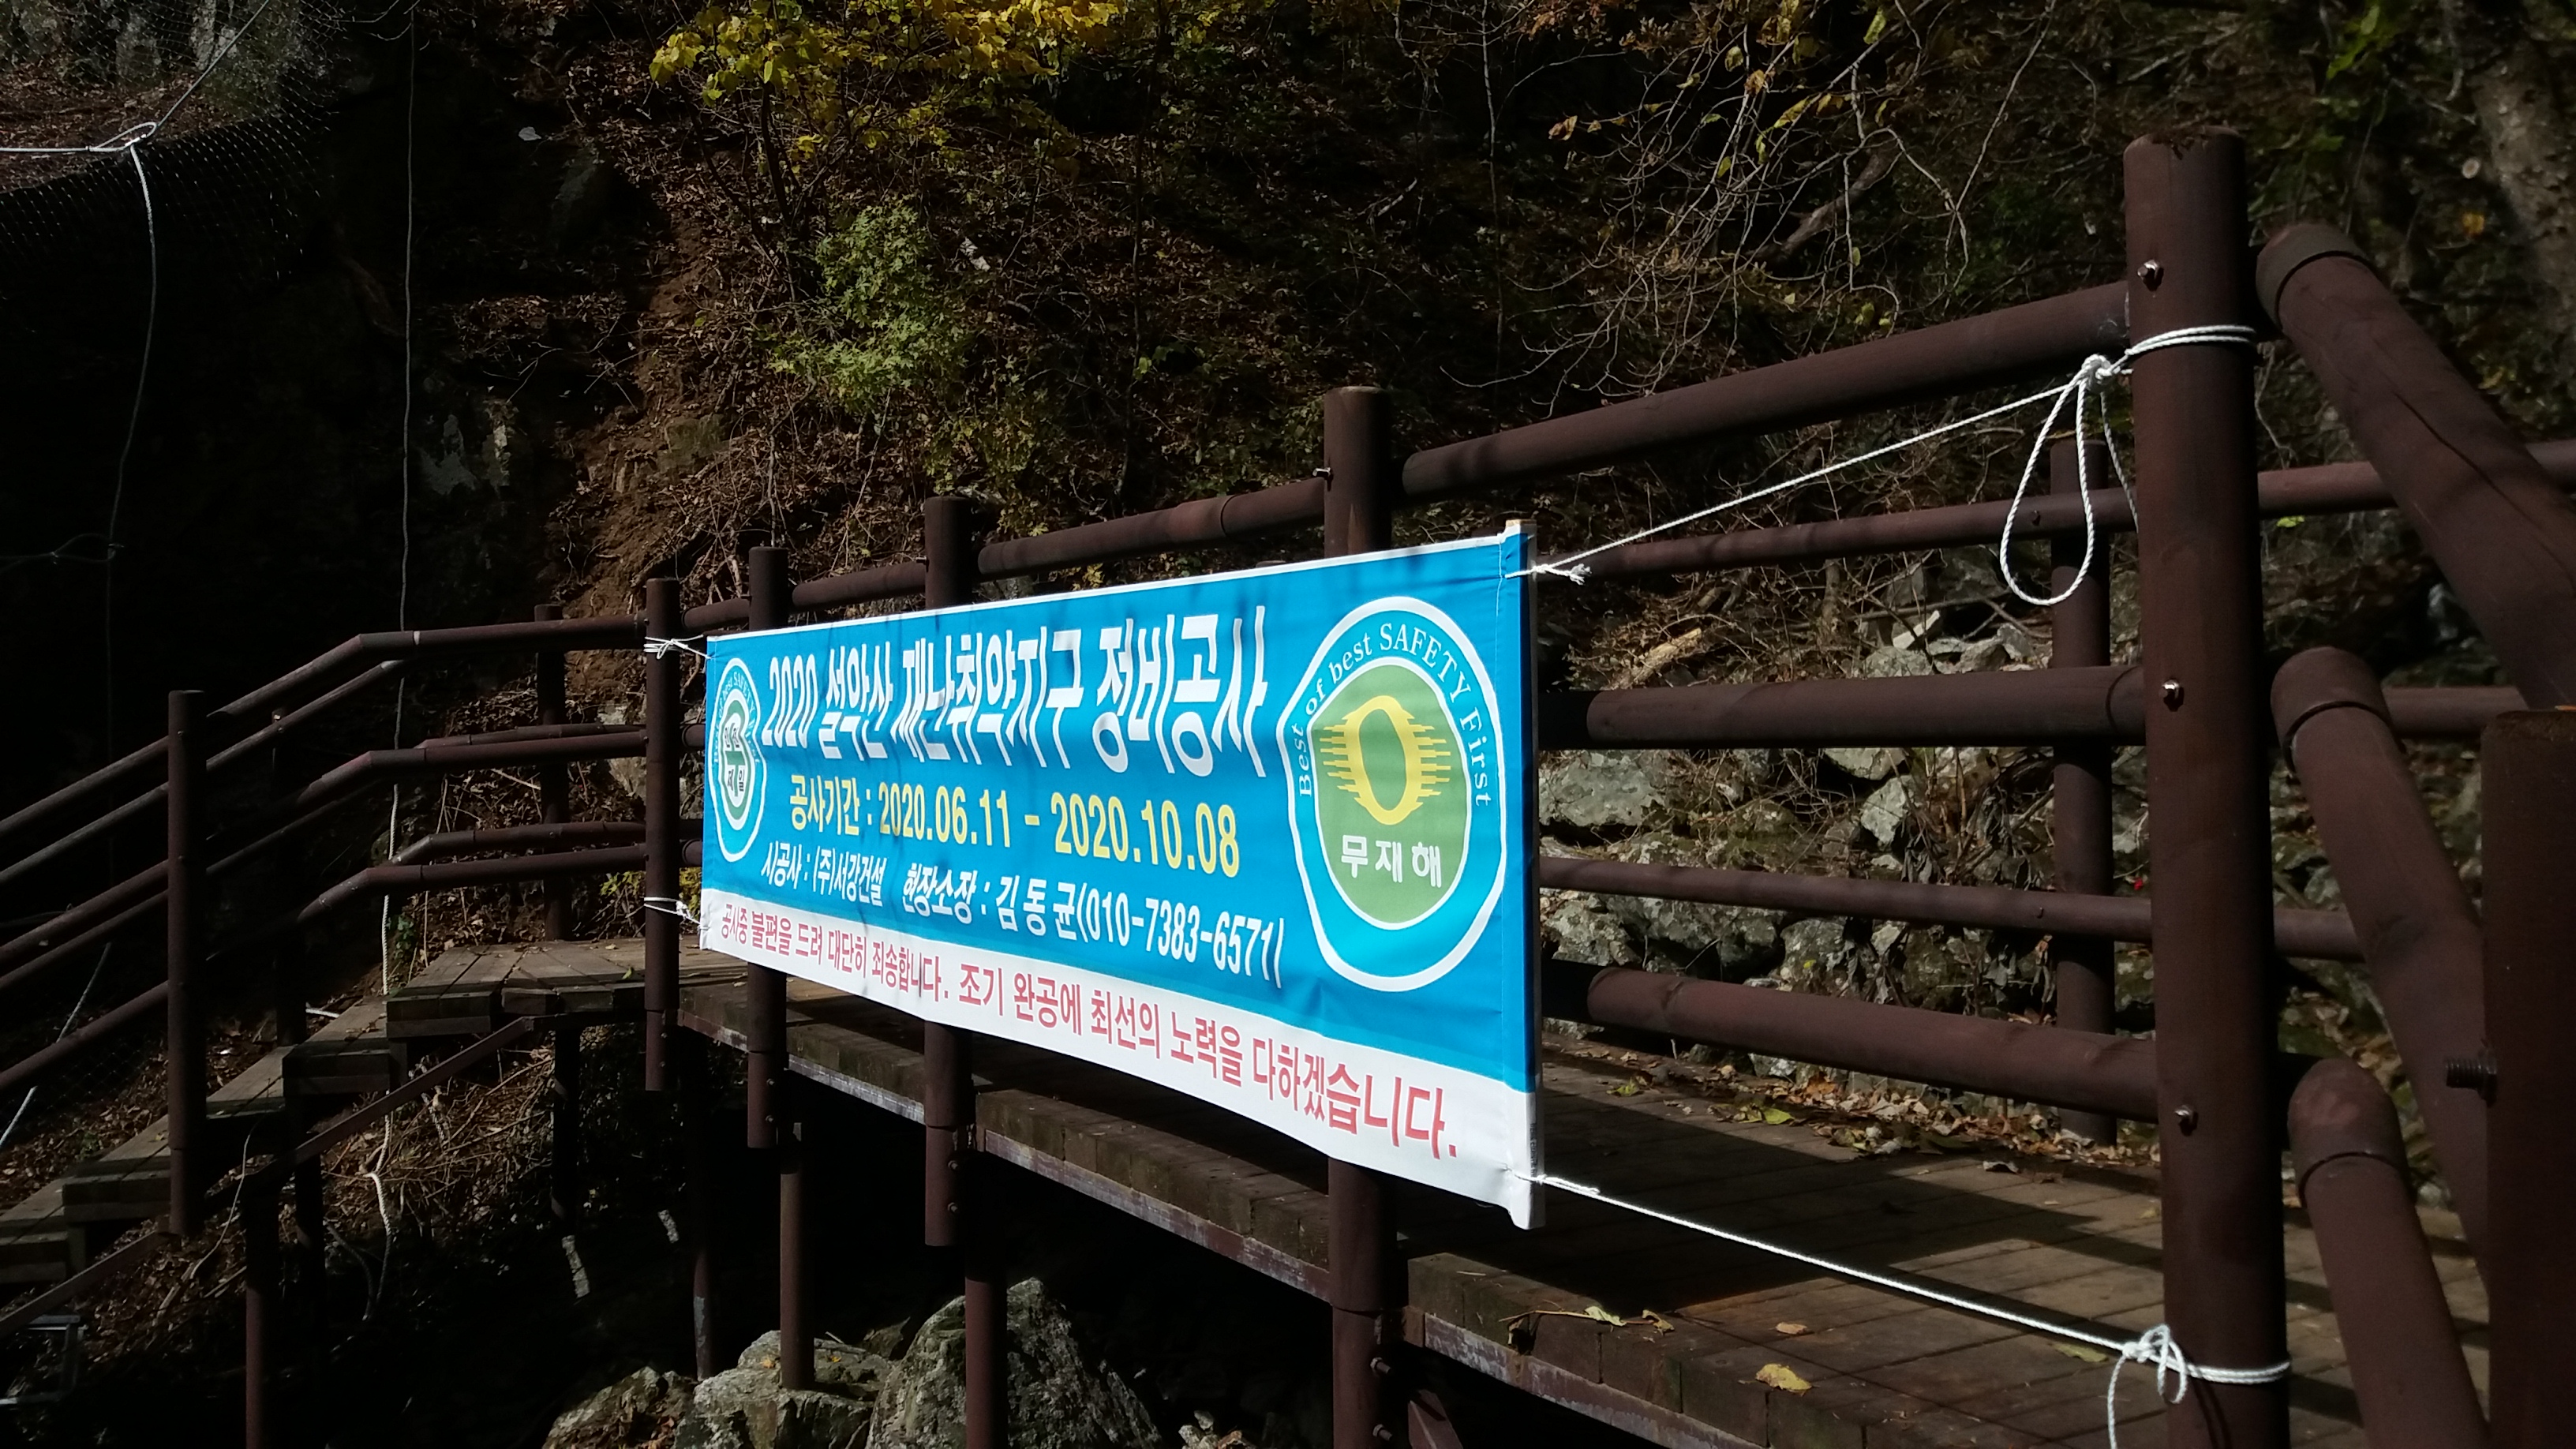 2020 설악산 재난취약지구 정비공사
공사기간 : 2020.06.11 - 2020.10.08
시공사 : (주)서강건설 현장소장 : 김동균(010-7383-6571)
공사중 불편을 드려 대단히 죄송합니다. 조기 완공에 최선의 노력을 다하겠습니다.
Best of best SAFETY First
무재해